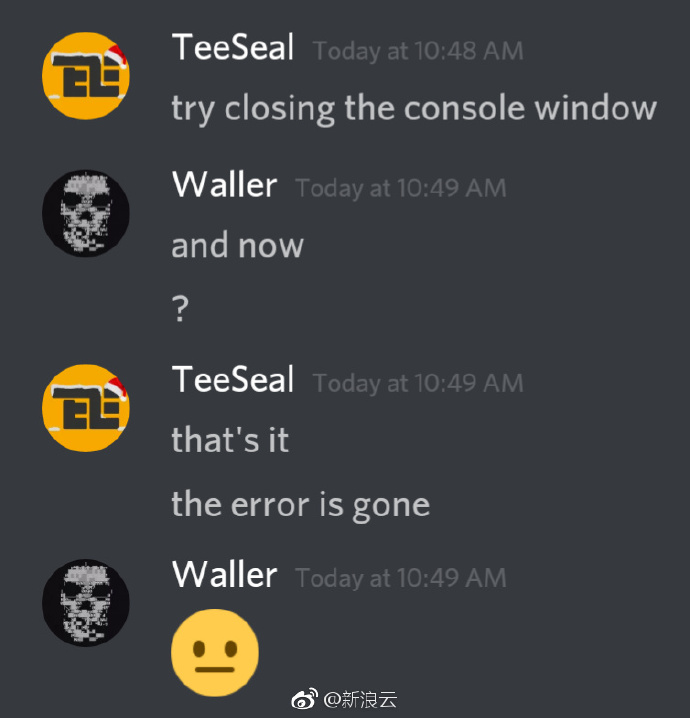 TeeSeal Today at 10:48 AM
try closing the console window
Waller Today at 10:49 AM
and now
?
TeeSeal Today at 10:49 AM
that's it
the error is gone
Waller Today at 10:49 AM
@新浪云